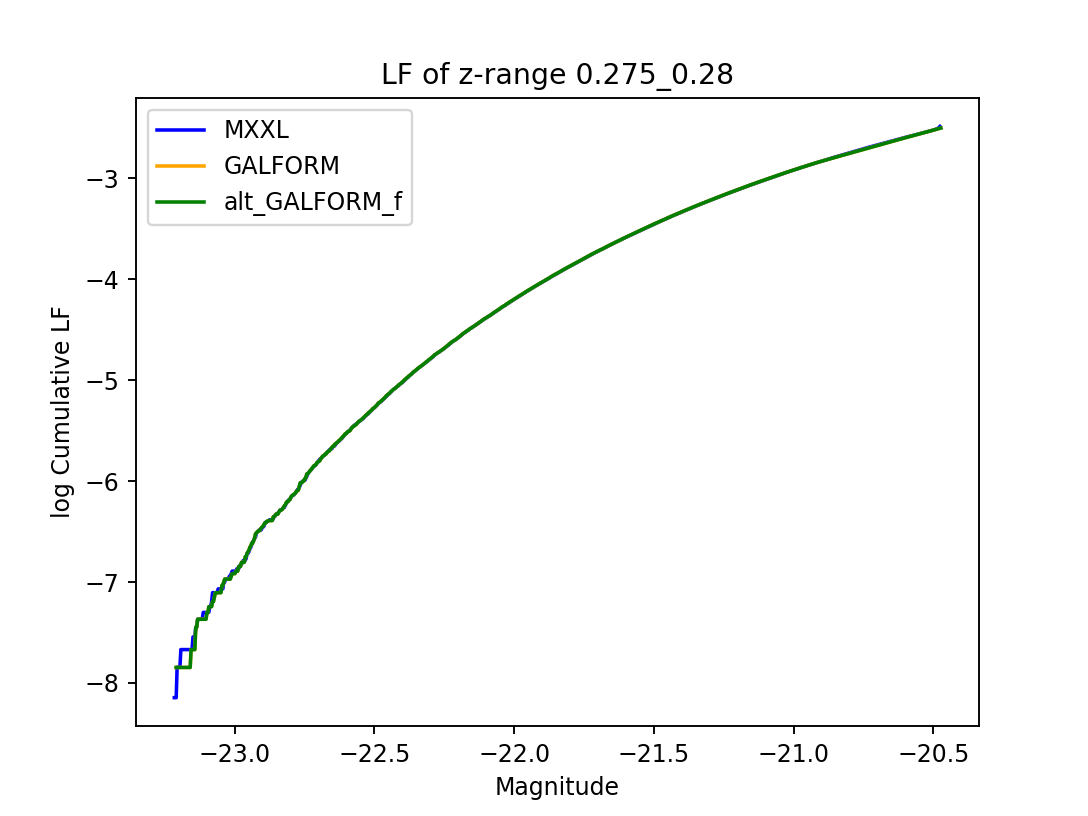 LF of z-range 0.275_0.28
MXXL
GALFORM
alt_GALFORM_f
log Cumulative LF
−3
−4
−5
−6
−7
−8
−23.0 −22.5 −22.0 −21.5 −21.0 −20.5
Magnitude